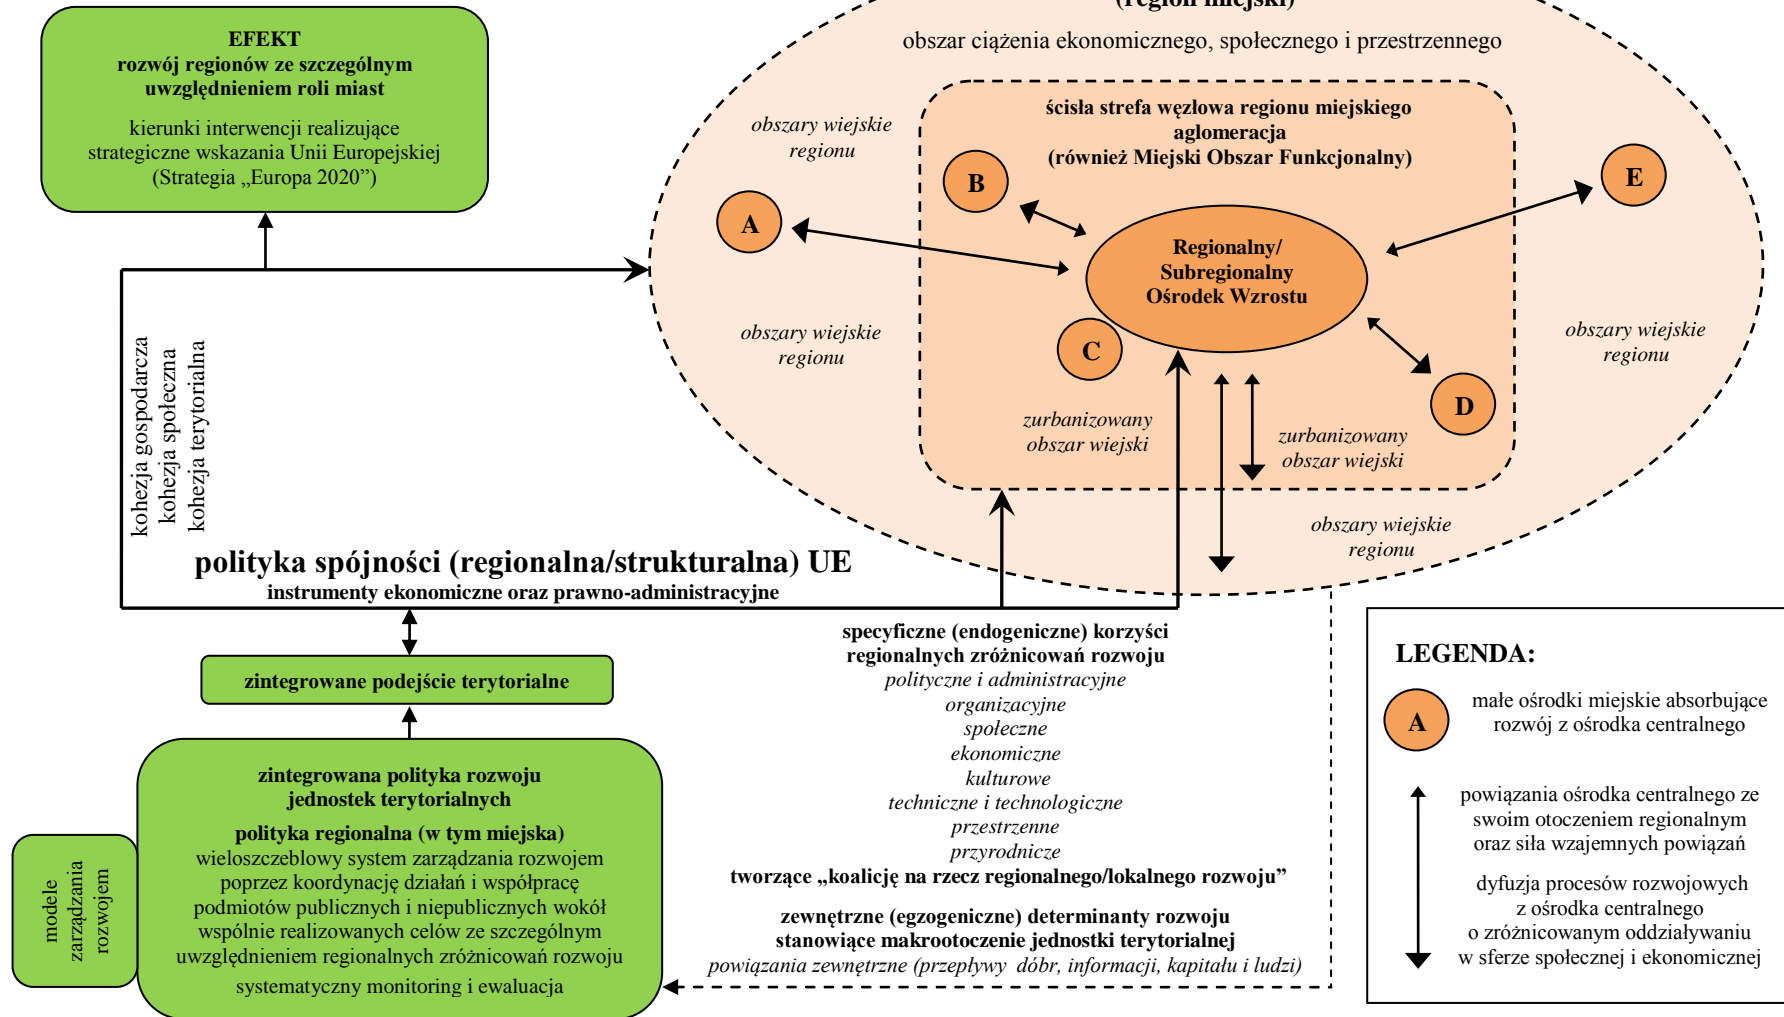 EFEKT
rozwój regionów ze szczególnym
uwzględnieniem roli miast
kierunki interwencji realizujące
strategiczne wskazania Unii Europejskiej
(Strategia „Europa 2020”)
(region miejski)
obszar ciążenia ekonomicznego, społecznego i przestrzennego
ścisła strefa węzłowa regionu miejskiego
aglomeracja
(również Miejski Obszar Funkcjonalny)
obszary wiejskie
regionu
A
B
E
Regionalny/
Subregionalny
Ośrodek Wzrostu
C
D
obszary wiejskie
regionu
obszary wiejskie
regionu
zurbanizowany
obszar wiejski
zurbanizowany
obszar wiejski
obszary wiejskie
regionu
kohezja gospodarcza
kohezja społeczna
kohezja terytorialna
polityka spójności (regionalna/strukturalna) UE
instrumenty ekonomiczne oraz prawno-administracyjne
zintegrowane podejście terytorialne
zintegrowana polityka rozwoju
jednostek terytorialnych
polityka regionalna (w tym miejska)
wieloszczeblowy system zarządzania rozwojem
poprzez koordynację działań i współpracę
podmiotów publicznych i niepublicznych wokół
wspólnie realizowanych celów ze szczególnym
uwzględnieniem regionalnych zróżnicowań rozwoju
systematyczny monitoring i ewaluacja
modele
zarządzania
rozwojem
specyficzne (endogeniczne) korzyści
regionalnych zróżnicowań rozwoju
polityczne i administracyjne
organizacyjne
społeczne
ekonomiczne
kulturowe
techniczne i technologiczne
przestrzenne
przyrodnicze
tworzące „koalicję na rzecz regionalnego/lokalnego rozwoju”
zewnętrzne (egzogeniczne) determinanty rozwoju
stanowiące makrootoczenie jednostki terytorialnej
powiązania zewnętrzne (przepływy dóbr, informacji, kapitału i ludzi)
LEGENDA:
A
małe ośrodki miejskie absorbujące
rozwój z ośrodka centralnego
powiązania ośrodka centralnego ze
swoim otoczeniem regionalnym
oraz siła wzajemnych powiązań
dyfuzja procesów rozwojowych
z ośrodka centralnego
o zróżnicowanym oddziaływaniu
w sferze społecznej i ekonomicznej